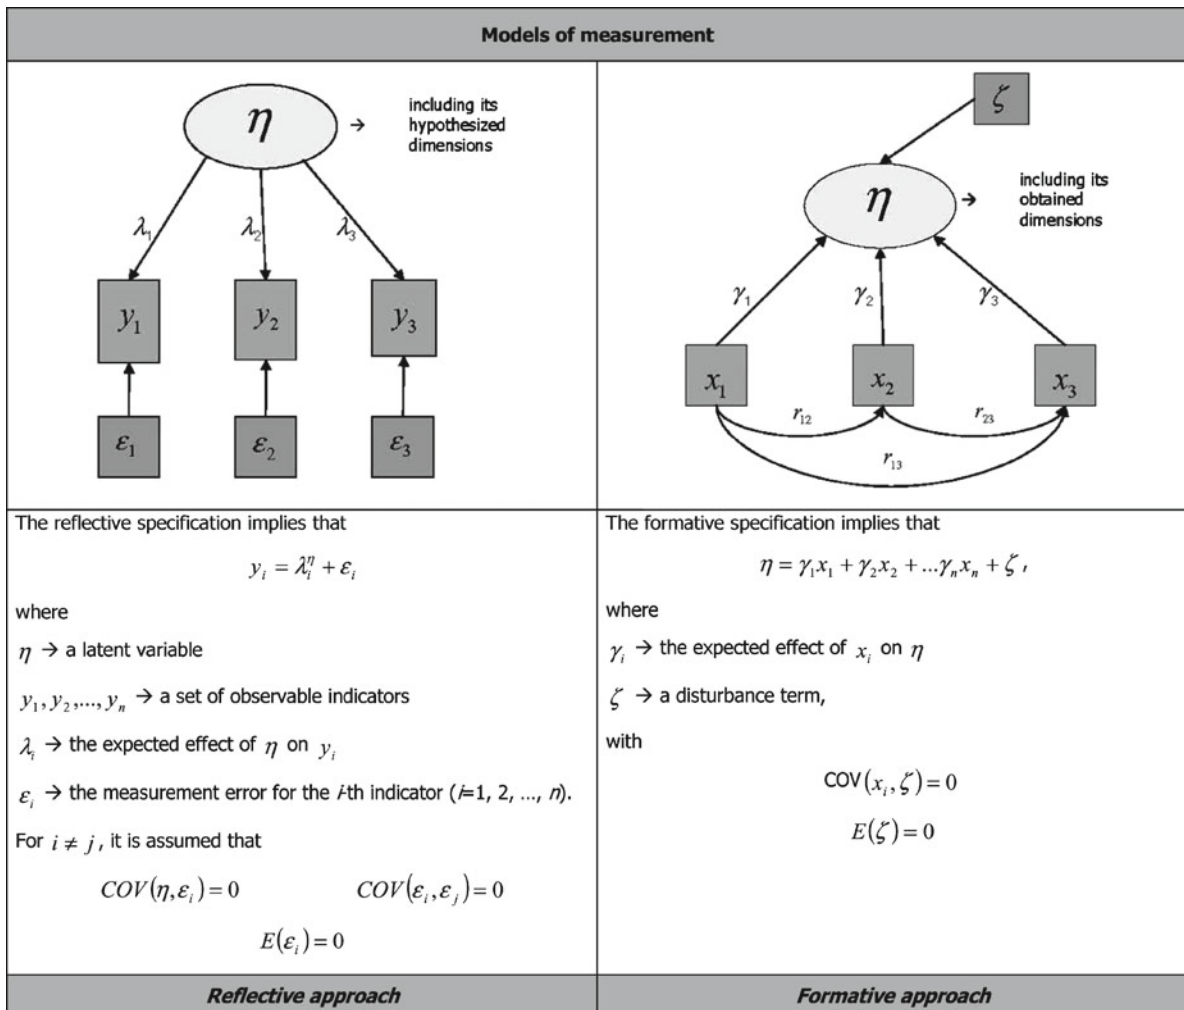 Models of measurement
η
→
including its
hypothesized
dimensions
λ₁
λ₂
λ₃
y₁
y₂
y₃
ε₁
ε₂
ε₃
ζ
η
→
including its
obtained
dimensions
γ₁
γ₂
γ₃
x₁
x₂
x₃
r₁₂
r₂₃
r₁₃
The reflective specification implies that
yᵢ = λᵢ^η + εᵢ
where
η → a latent variable
y₁, y₂,..., yₙ → a set of observable indicators
λᵢ → the expected effect of η on yᵢ
εᵢ → the measurement error for the i-th indicator (i=1, 2, ..., n).
For i ≠ j, it is assumed that
COV(η,εᵢ)=0 COV(εᵢ,εⱼ)=0
E(εᵢ)=0
The formative specification implies that
η = γ₁x₁ + γ₂x₂ + ...γₙxₙ + ζ,
where
γᵢ → the expected effect of xᵢ on η
ζ → a disturbance term,
with
COV(xᵢ,ζ)=0
E(ζ)=0
Reflective approach
Formative approach